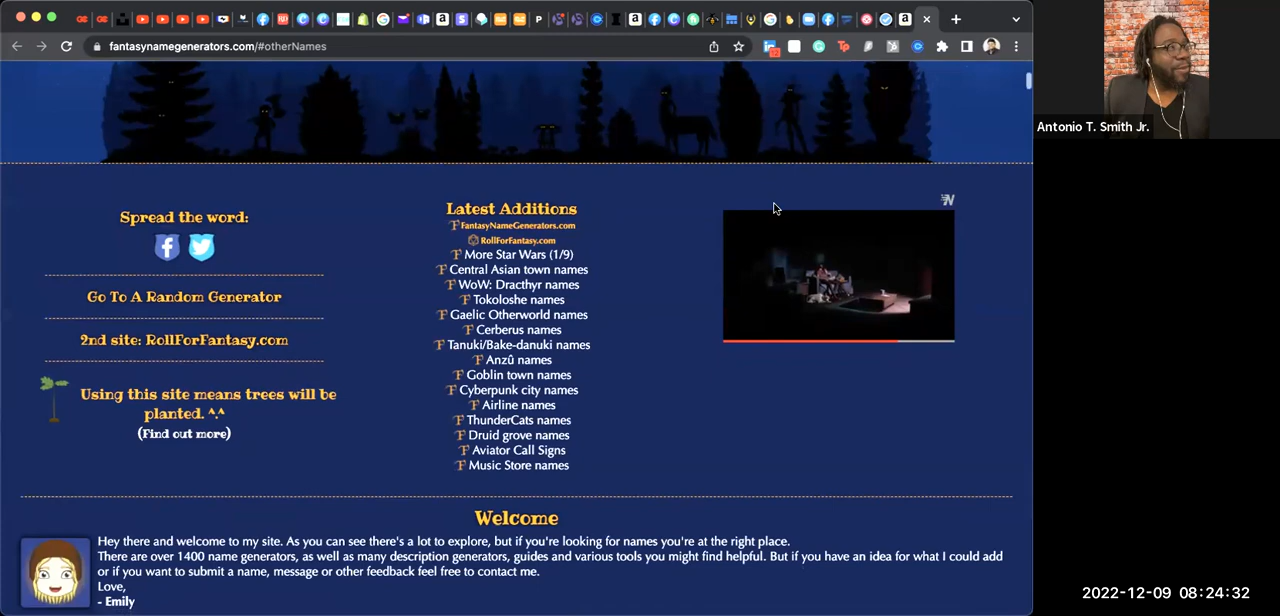 fantasynamegenerators.com/#otherNames
Antonio T. Smith Jr.
Spread the word:
Go To A Random Generator
2nd site: RollForFantasy.com
Using this site means trees will be
planted. ^.^
(Find out more)
Latest Additions
FantasyNameGenerators.com
RollForFantasy.com
More Star Wars (1/9)
Central Asian town names
WoW: Dracthyr names
Tokoloshe names
Gaelic Otherworld names
Cerberus names
Tanuki/Bake-danuki names
Anzû names
Goblin town names
Cyberpunk city names
Airline names
ThunderCats names
Druid grove names
Aviator Call Signs
Music Store names
Welcome
Hey there and welcome to my site. As you can see there's a lot to explore, but if you're looking for names you're at the right place.
There are over 1400 name generators, as well as many description generators, guides and various tools you might find helpful. But if you have an idea for what I could add
or if you want to submit a name, message or other feedback feel free to contact me.
Love,
- Emily
2022-12-09 08:24:32